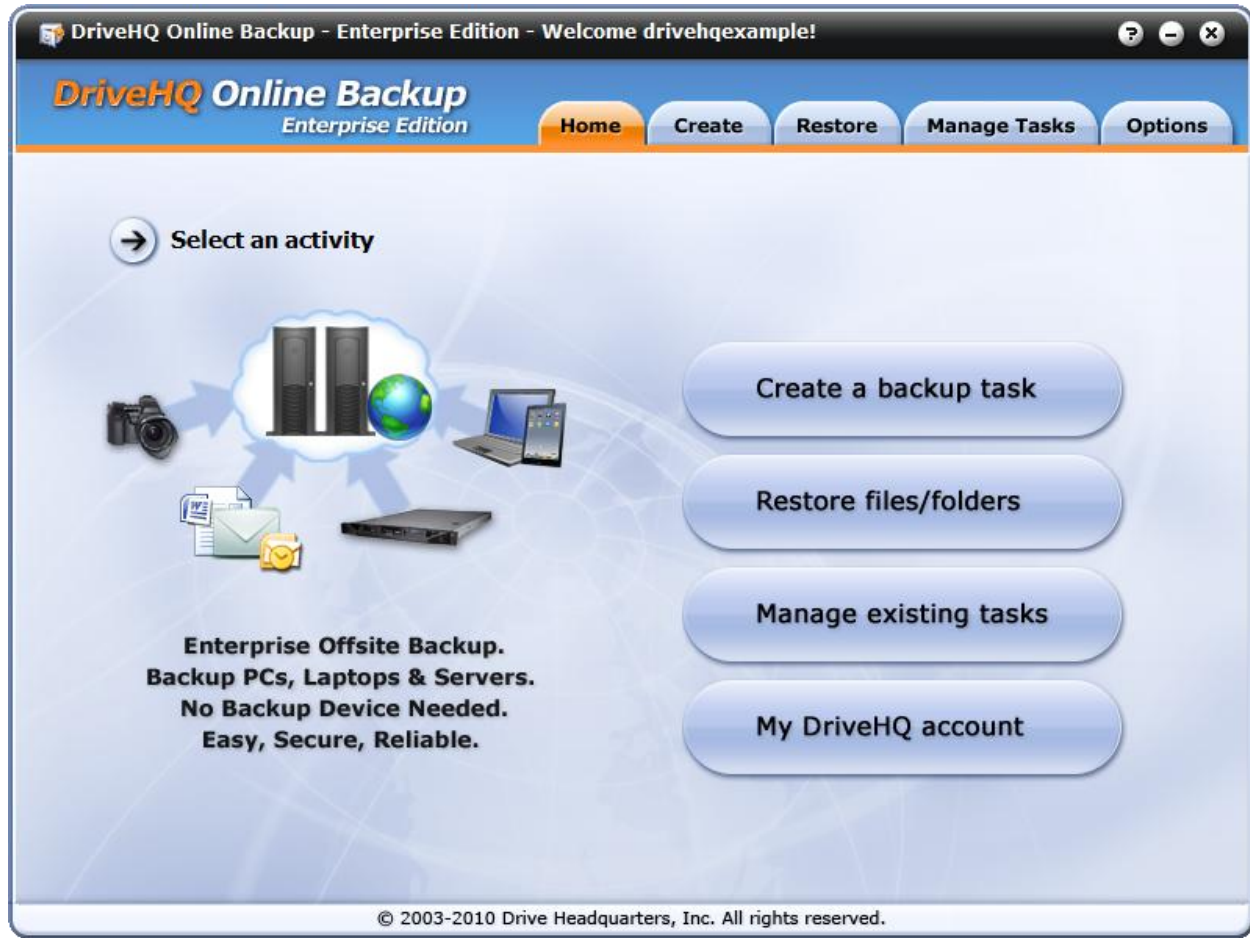 DriveHQ Online Backup - Enterprise Edition - Welcome drivehqexample!
DriveHQ Online Backup
Enterprise Edition
Home Create Restore Manage Tasks Options
Select an activity
Create a backup task
Restore files/folders
Manage existing tasks
My DriveHQ account
Enterprise Offsite Backup.
Backup PCs, Laptops & Servers.
No Backup Device Needed.
Easy, Secure, Reliable.
© 2003-2010 Drive Headquarters, Inc. All rights reserved.